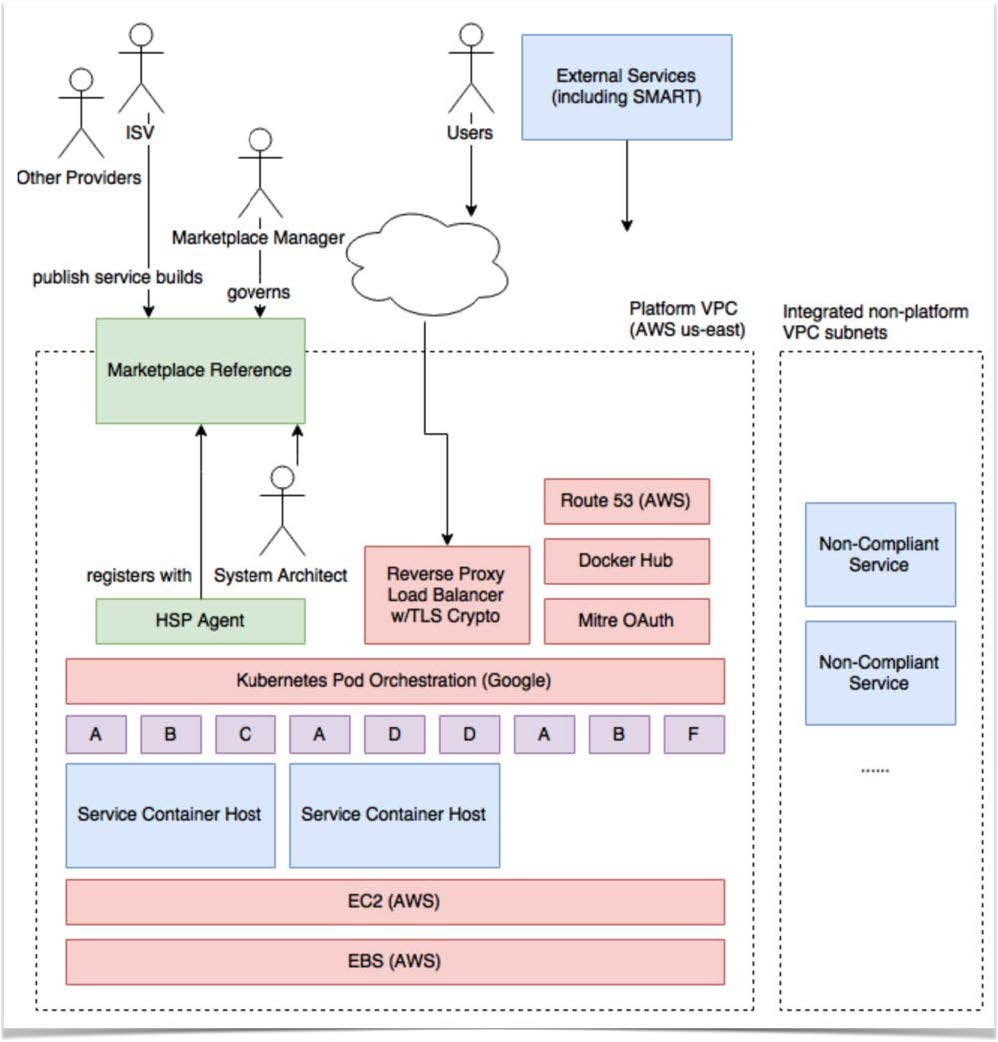 External Services
(including SMART)
ISV
Users
Other Providers
Marketplace Manager
publish service builds
governs
Platform VPC
(AWS us-east)
Integrated non-platform
VPC subnets
Marketplace Reference
Route 53 (AWS)
Non-Compliant
Service
Docker Hub
registers with
System Architect
Reverse Proxy
Load Balancer
w/TLS Crypto
HSP Agent
Mitre OAuth
Non-Compliant
Service
Kubernetes Pod Orchestration (Google)
A B C A D D A B F
......
Service Container Host
Service Container Host
EC2 (AWS)
EBS (AWS)